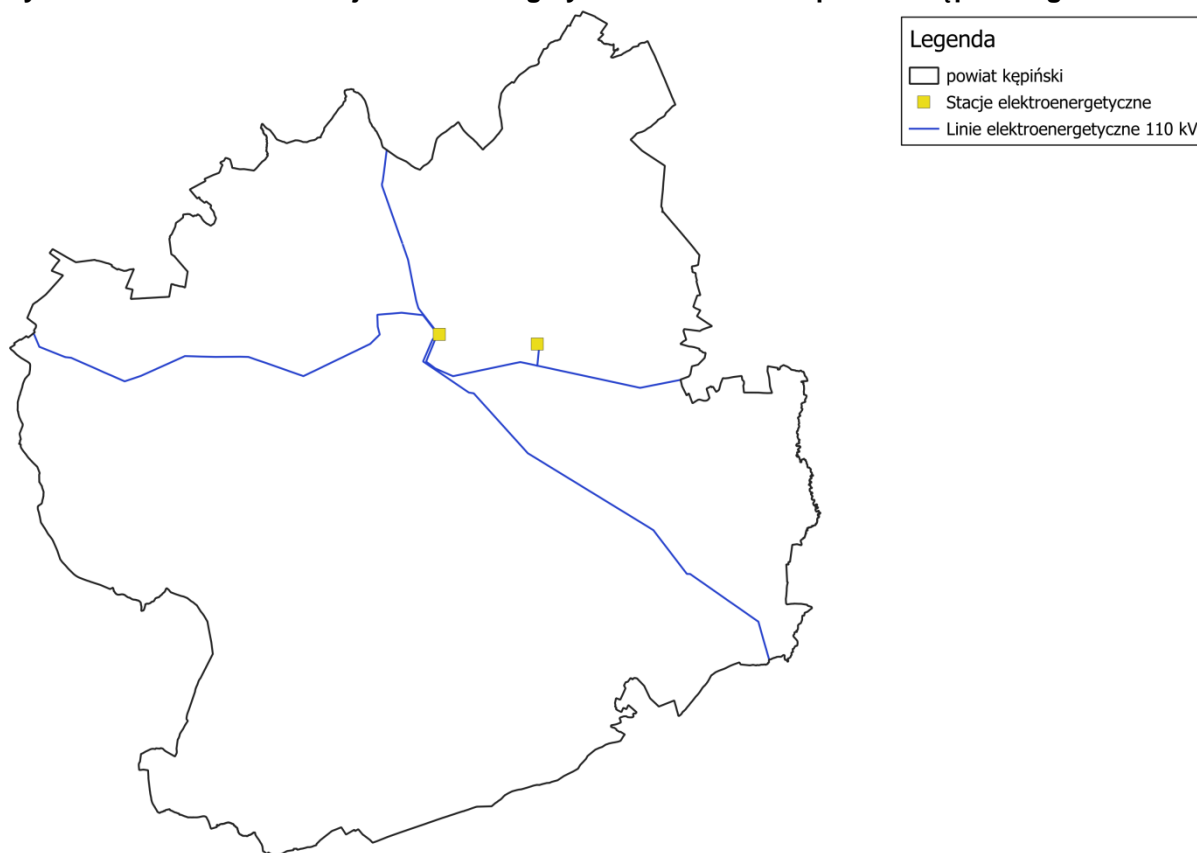 Legenda
powiat kępiński
Stacje elektroenergetyczne
Linie elektroenergetyczne 110 kV